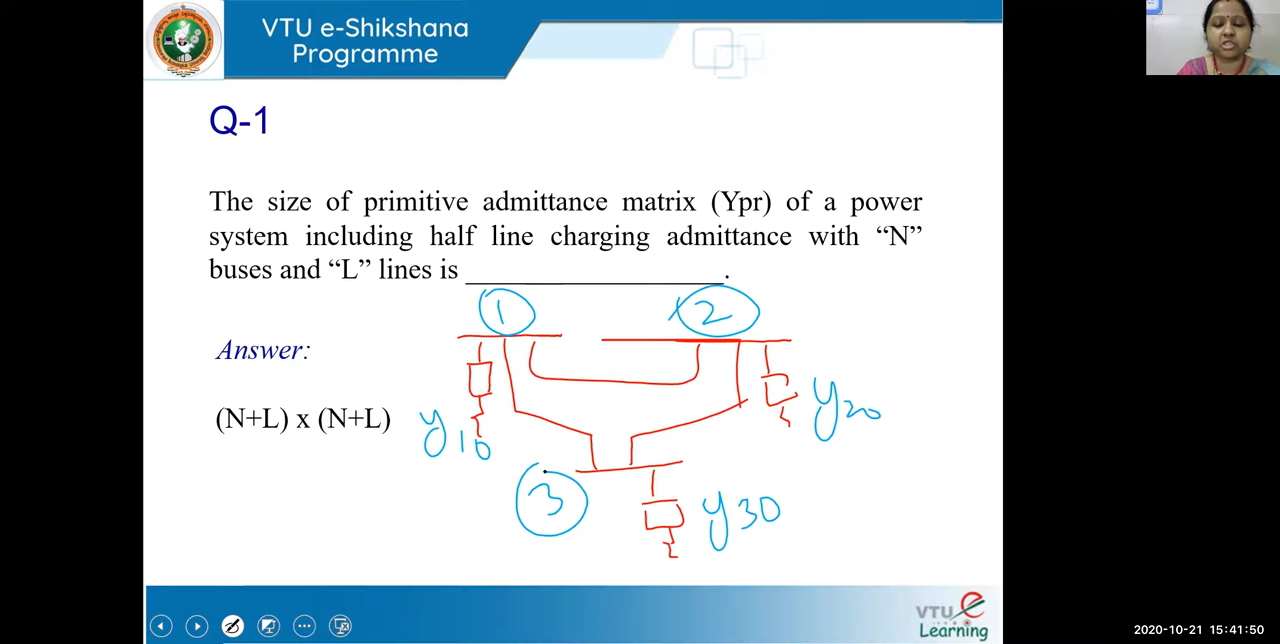 VTU e-Shikshana
Programme
Q-1
The size of primitive admittance matrix (Ypr) of a power
system including half line charging admittance with “N”
buses and “L” lines is ____________________.
1
2
Answer:
(N+L) x (N+L)
y10
y20
3
y30
VTU e
Learning
2020-10-21 15:41:50